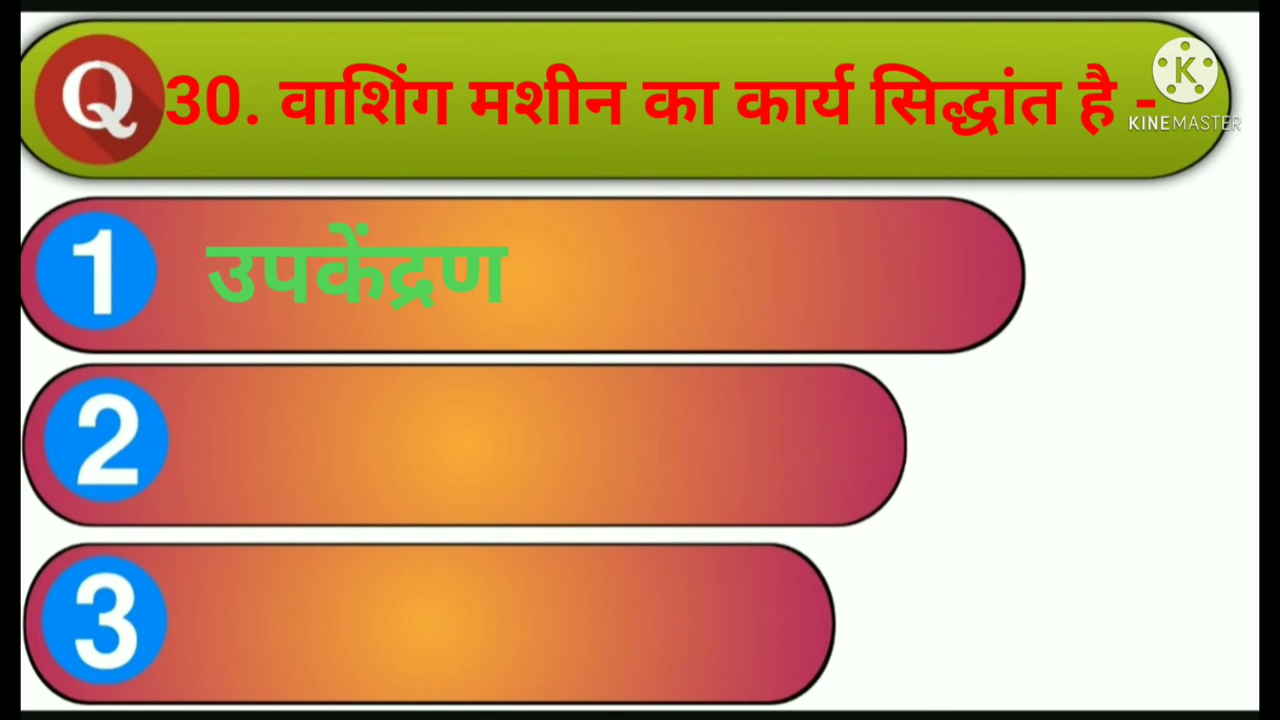 Q 30. वाशिंग मशीन का कार्य सिद्धांत है -
K
KINEMASTER
1 उपकेंद्रण
2
3